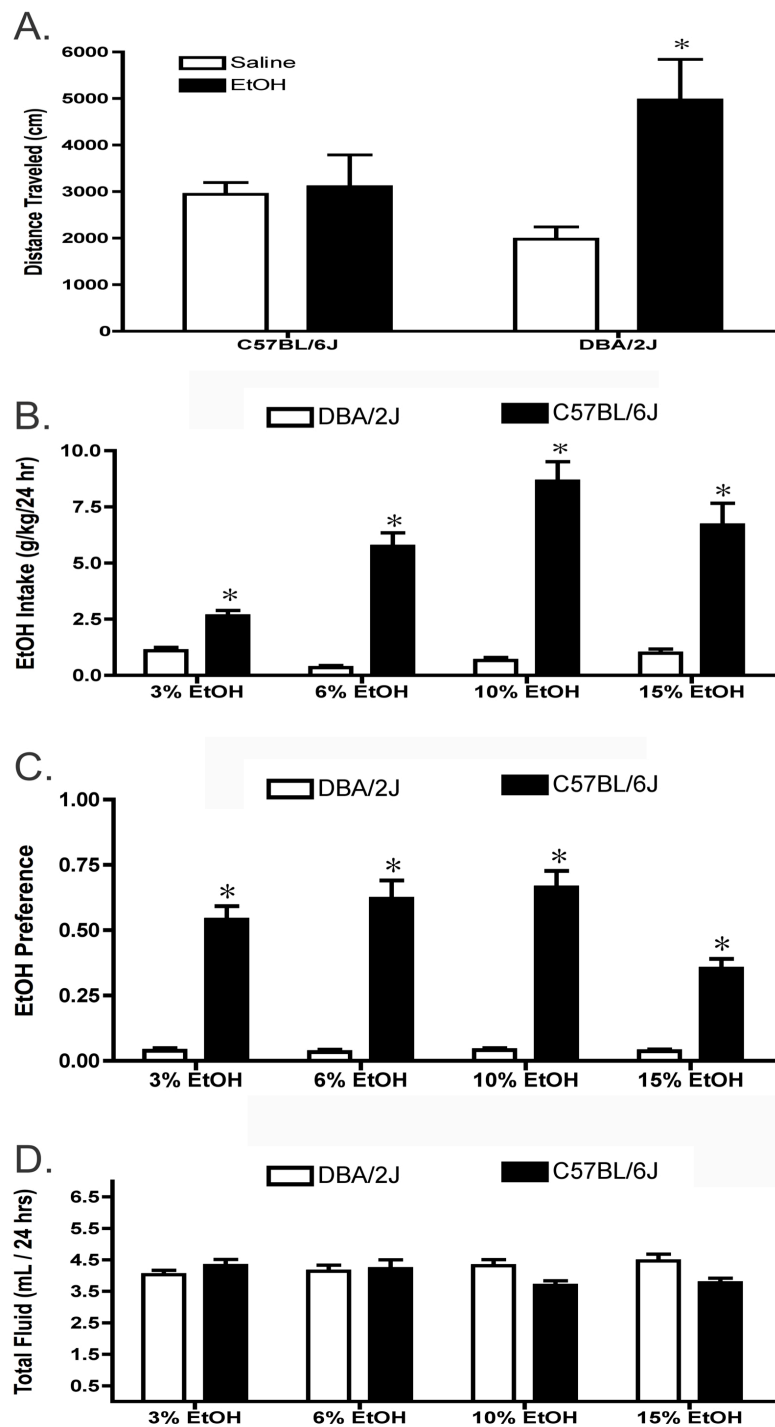 A.
6000
5000
4000
3000
2000
1000
0
Distance Traveled (cm)
Saline
EtOH
*
C57BL/6J DBA/2J
B.
DBA/2J C57BL/6J
10.0
7.5
5.0
2.5
0.0
EtOH Intake (g/kg/24 hr)
* * * *
3% EtOH 6% EtOH 10% EtOH 15% EtOH
C.
DBA/2J C57BL/6J
1.00
0.75
0.50
0.25
0.00
EtOH Preference
* * * *
3% EtOH 6% EtOH 10% EtOH 15% EtOH
D.
DBA/2J C57BL/6J
6.5
5.5
4.5
3.5
2.5
1.5
0.5
Total Fluid (mL / 24 hrs)
3% EtOH 6% EtOH 10% EtOH 15% EtOH